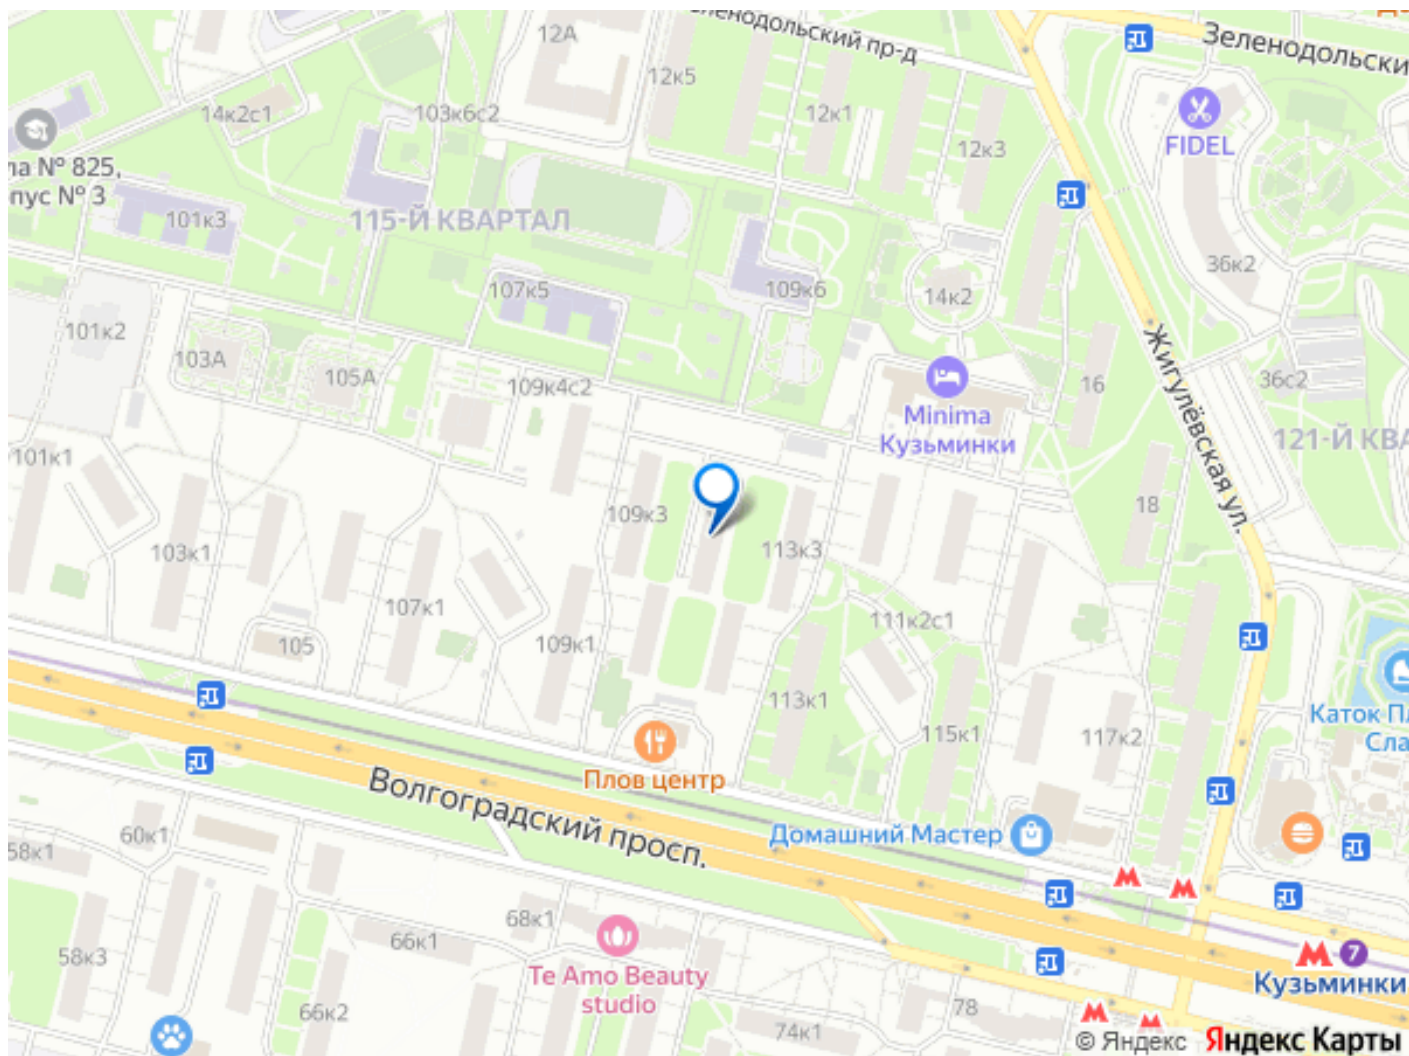 12А
Зеленодольский пр-д
Зеленодольски
12к5
14к2с1
103к6с2
12к1
12к3
FIDEL
ла № 825,
пус № 3
101к3
115-Й КВАРТАЛ
36к2
107к5
109к6
14к2
101к2
103А
105А
109к4с2
16
Жигулёвская ул.
36с2
Minima
Кузьминки
121-Й КВА
101к1
109к3
18
103к1
113к3
107к1
111к2с1
105
109к1
113к1
115к1
117к2
Каток Пл
Сла
Плов центр
Волгоградский просп.
Домашний Мастер
60к1
58к1
68к1
66к1
58к3
Te Amo Beauty
studio
7
Кузьминки
66к2
78
74к1
© Яндекс Яндекс Карты